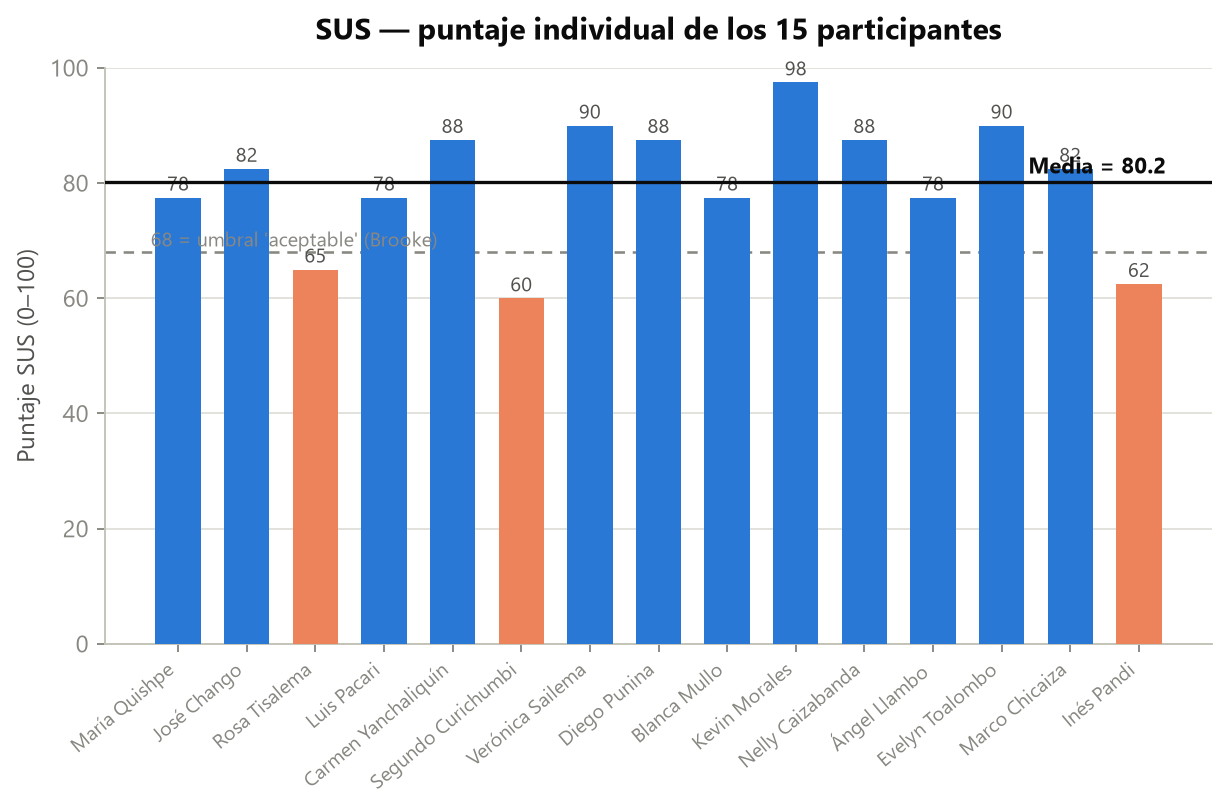 SUS — puntaje individual de los 15 participantes
Puntaje SUS (0–100)
100
80
60
40
20
0
78
82
65
78
88
60
90
88
78
98
88
78
90
82
62
Media = 80.2
68 = umbral 'aceptable' (Brooke)
María Quishpe
José Chango
Rosa Tisalema
Luis Pacari
Carmen Yanchaliquín
Segundo Curichumbi
Verónica Sailema
Diego Punina
Blanca Mullo
Kevin Morales
Nelly Caizabanda
Ángel Llambo
Evelyn Toalombo
Marco Chicaiza
Inés Pandi